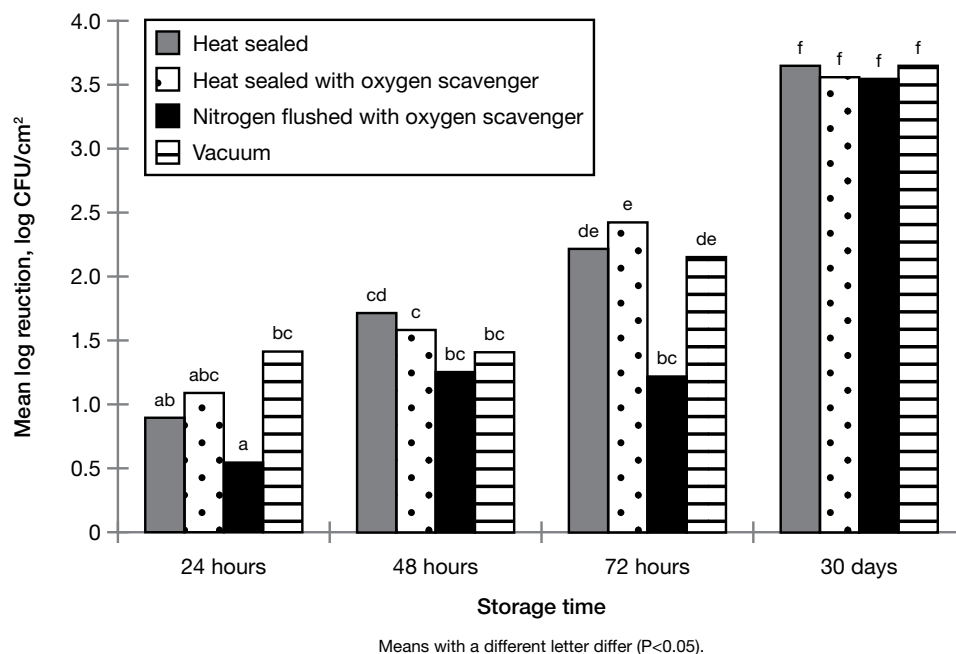 4.0
3.5
3.0
2.5
2.0
1.5
1.0
0.5
0
Mean log reuction, log CFU/cm²
Heat sealed
Heat sealed with oxygen scavenger
Nitrogen flushed with oxygen scavenger
Vacuum
ab
abc
a
bc
cd
c
bc
bc
de
e
bc
de
f
f
f
f
24 hours
48 hours
72 hours
30 days
Storage time
Means with a different letter differ (P<0.05).